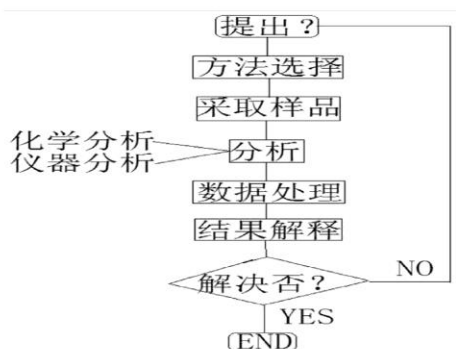 提出？
方法选择
采取样品
化学分析
仪器分析
分析
数据处理
结果解释
解决否？
NO
YES
END